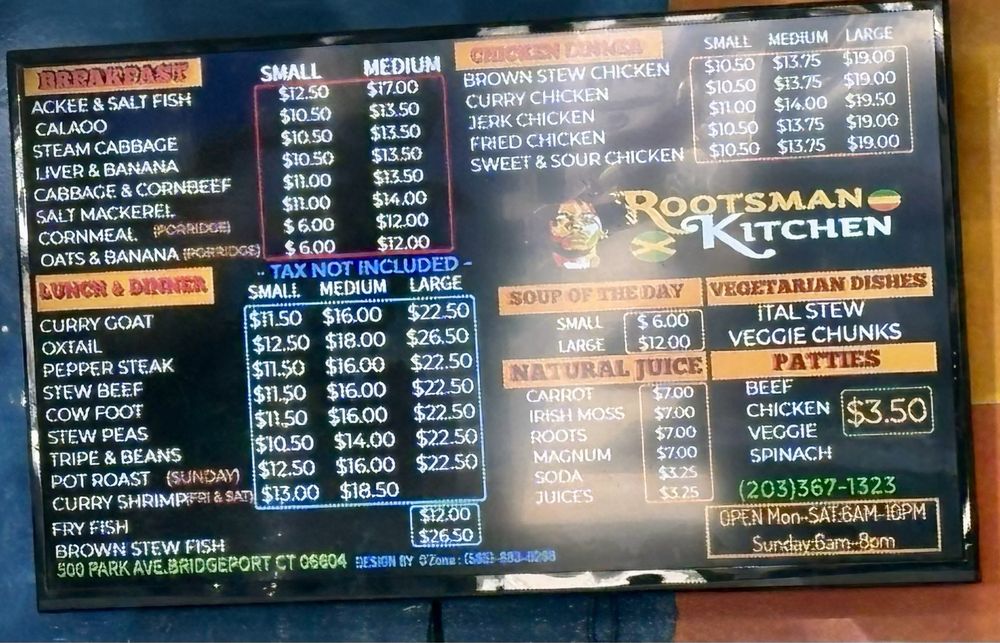 BREAKFAST SMALL MEDIUM
ACKEE & SALT FISH $12.50 $17.00
CALAOO $10.50 $13.50
STEAM CABBAGE $10.50 $13.50
LIVER & BANANA $10.50 $13.50
CABBAGE & CORNBEEF $11.00 $13.50
SALT MACKEREL $11.00 $14.00
CORNMEAL (PORRIDGE) $6.00 $12.00
OATS & BANANA (PORRIDGE) $6.00 $12.00
- TAX NOT INCLUDED -
LUNCH & DINNER
SMALL MEDIUM LARGE
CURRY GOAT
OXTAIL
PEPPER STEAK
STEW BEEF
COW FOOT
STEW PEAS
TRIPE & BEANS
POT ROAST (SUNDAY)
CURRY SHRIMP (FRI & SAT)
$11.50 $16.00 $22.50
$12.50 $18.00 $26.50
$11.50 $16.00 $22.50
$11.50 $16.00 $22.50
$11.50 $16.00 $22.50
$10.50 $14.00 $22.50
$12.50 $16.00 $22.50
$13.00 $18.50
FRY FISH $12.00
BROWN STEW FISH $26.50
500 PARK AVE.BRIDGEPORT CT 06604 DESIGN BY
CHICKEN DINNER SMALL MEDIUM LARGE
BROWN STEW CHICKEN $10.50 $13.75 $19.00
CURRY CHICKEN $10.50 $13.75 $19.00
JERK CHICKEN $11.00 $14.00 $19.50
FRIED CHICKEN $10.50 $13.75 $19.00
SWEET & SOUR CHICKEN $10.50 $13.75 $19.00
ROOTSMAN
KITCHEN
SOUP OF THE DAY
SMALL $6.00
LARGE $12.00
NATURAL JUICE
CARROT $7.00
IRISH MOSS $7.00
ROOTS $7.00
MAGNUM $7.00
SODA $3.25
JUICES $3.25
VEGETARIAN DISHES
ITAL STEW
VEGGIE CHUNKS
PATTIES
BEEF
CHICKEN $3.50
VEGGIE
SPINACH
(203)367-1323
OPEN Mon-SAT:6AM-10PM
Sunday:8am-8pm